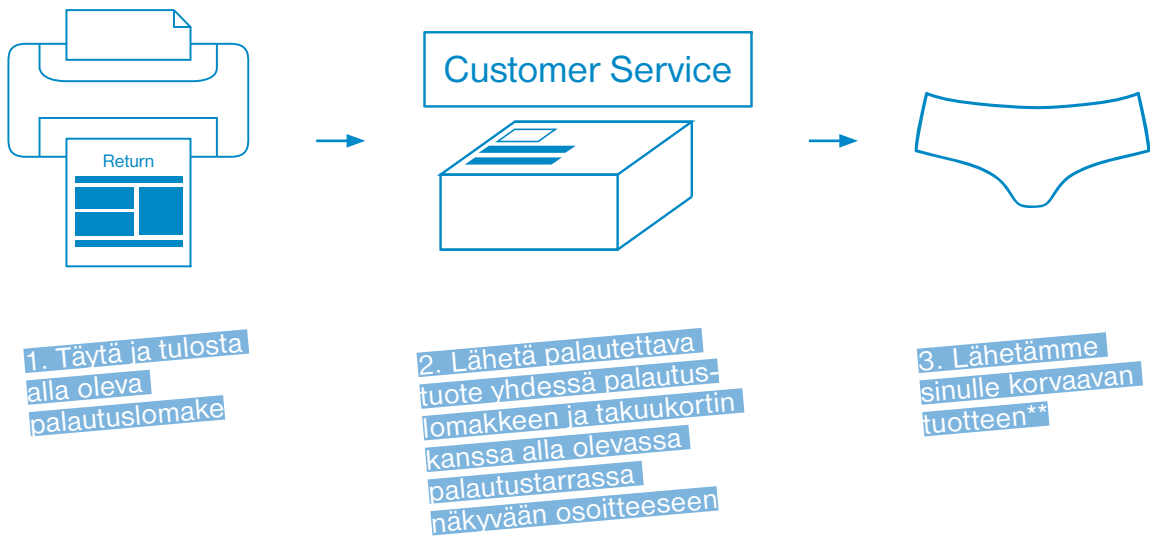 Return
Customer Service
1. Täytä ja tulosta
alla oleva
palautuslomake
2. Lähetä palautettava
tuote yhdessä palautus-
lomakkeen ja takuukortin
kanssa alla olevassa
palautustarrassa
näkyvään osoitteeseen
3. Lähetämme
sinulle korvaavan
tuotteen**